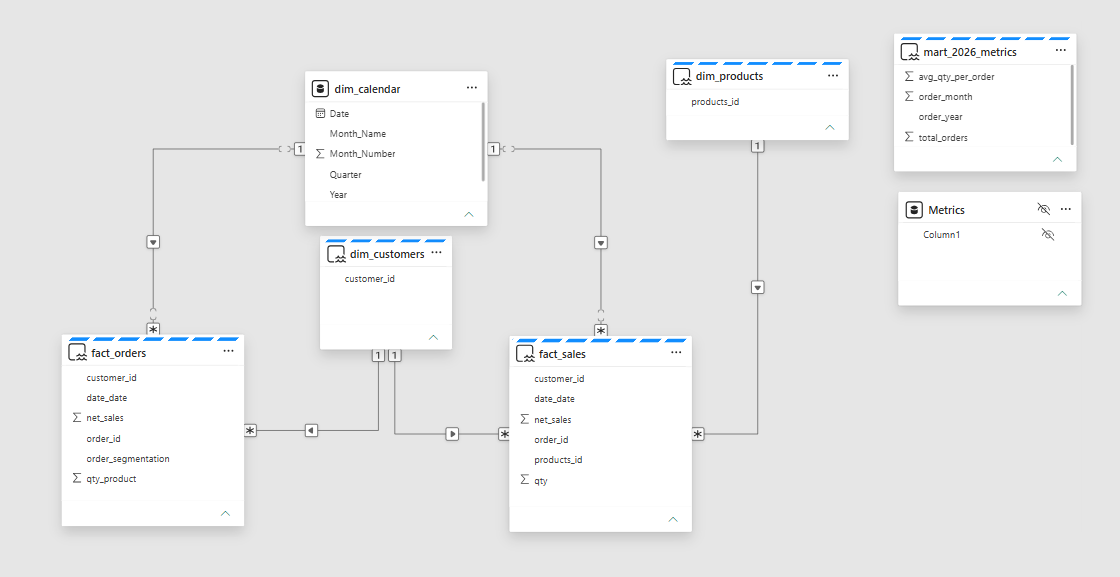 mart_2026_metrics
avg_qty_per_order
order_month
order_year
total_orders
dim_products
products_id
dim_calendar
Date
Month_Name
Month_Number
Quarter
Year
Metrics
Column1
dim_customers
customer_id
1
1
1
1
1
*
*
*
*
*
fact_orders
customer_id
date_date
net_sales
order_id
order_segmentation
qty_product
fact_sales
customer_id
date_date
net_sales
order_id
products_id
qty